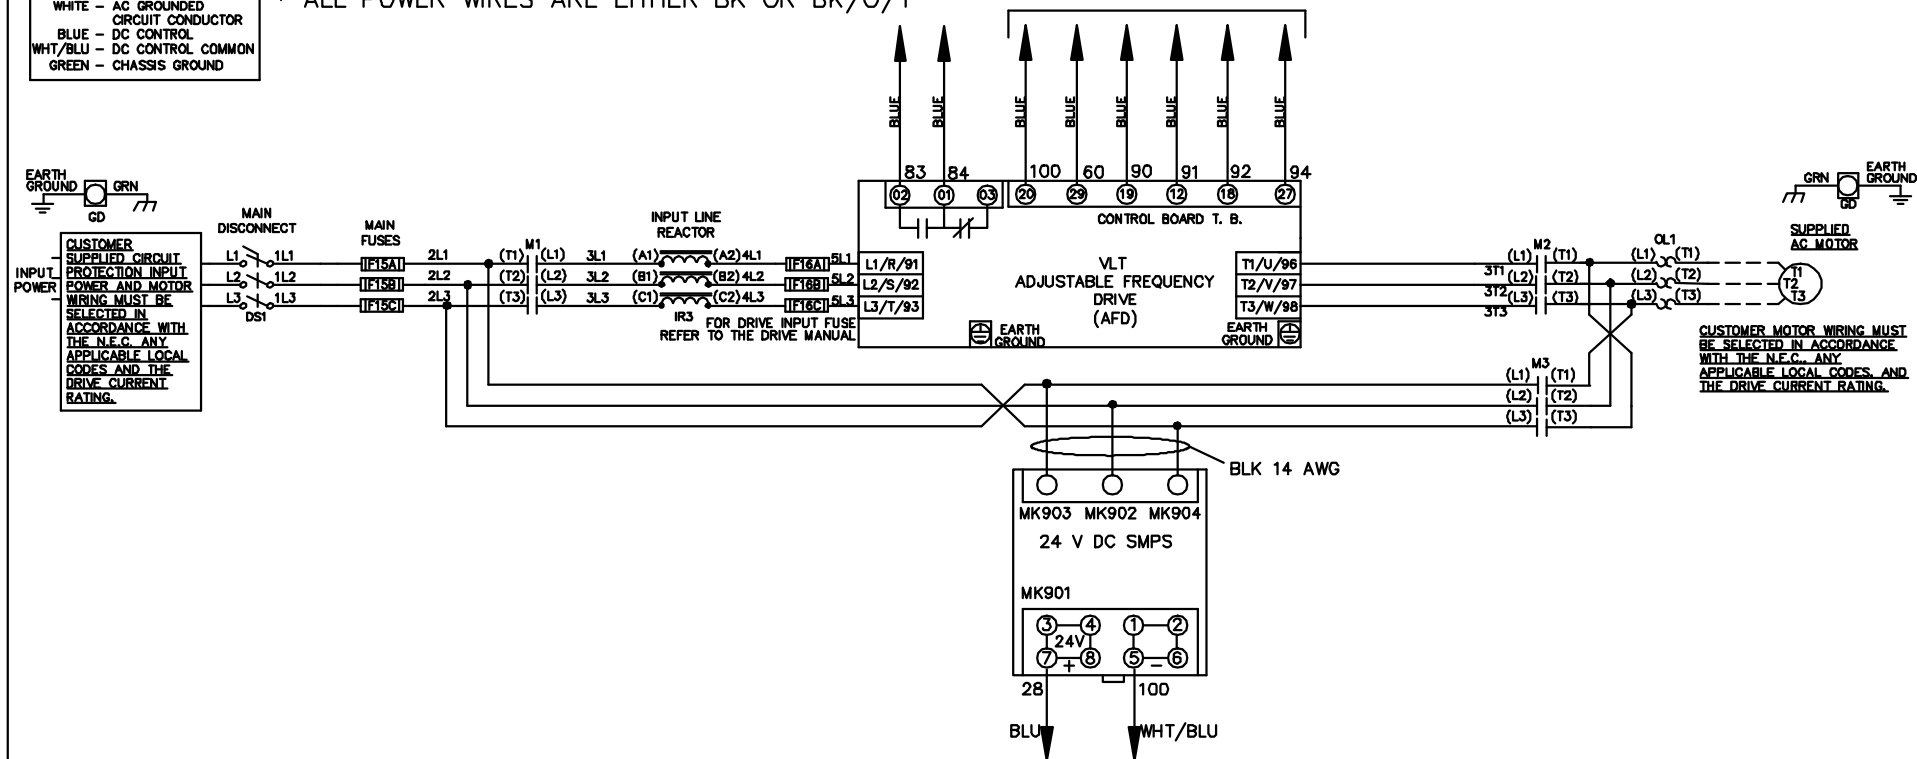 WHITE - AC GROUNDED
CIRCUIT CONDUCTOR
BLUE - DC CONTROL
WHT/BLU - DC CONTROL COMMON
GREEN - CHASSIS GROUND
ALL POWER WIRES ARE EITHER BK OR BK/O/Y
BLUE
BLUE
BLUE
BLUE
BLUE
BLUE
BLUE
BLUE
83 84 100 60 90 91 92 94
02 01 03 20 29 19 12 18 27
CONTROL BOARD T. B.
EARTH
GROUND
GRN
GD
MAIN
DISCONNECT
MAIN
FUSES
INPUT LINE
REACTOR
INPUT
POWER
CUSTOMER
SUPPLIED CIRCUIT
PROTECTION INPUT
POWER AND MOTOR
WIRING MUST BE
SELECTED IN
ACCORDANCE WITH
THE N.E.C. ANY
APPLICABLE LOCAL
CODES AND THE
DRIVE CURRENT
RATING.
M1
L1 1L1 F15A 2L1 (T1) (L1) 3L1 (A1) (A2) 4L1 F16A 5L1 L1/R/91
L2 1L2 F15B 2L2 (T2) (L2) 3L2 (B1) (B2) 4L2 F16B 5L2 L2/S/92
L3 1L3 F15C 2L3 (T3) (L3) 3L3 (C1) (C2) 4L3 F16C 5L3 L3/T/93
DS1
IR3
FOR DRIVE INPUT FUSE
REFER TO THE DRIVE MANUAL
VLT
ADJUSTABLE FREQUENCY
DRIVE
(AFD)
EARTH
GROUND
EARTH
GROUND
T1/U/96
T2/V/97
T3/W/98
M2
OL1
3T1 (L1) (T1) (L1) (T1)
3T2 (L2) (T2) (L2) (T2)
3T3 (L3) (T3) (L3) (T3)
T1
T2
T3
GRN
EARTH
GROUND
GD
SUPPLIED
AC MOTOR
CUSTOMER MOTOR WIRING MUST
BE SELECTED IN ACCORDANCE
WITH THE N.E.C., ANY
APPLICABLE LOCAL CODES, AND
THE DRIVE CURRENT RATING.
M3
(L1) (T1)
(L2) (T2)
(L3) (T3)
BLK 14 AWG
MK903 MK902 MK904
24 V DC SMPS
MK901
3 4 1 2
24V
7 + 8 5 - 6
28 100
BLU WHT/BLU